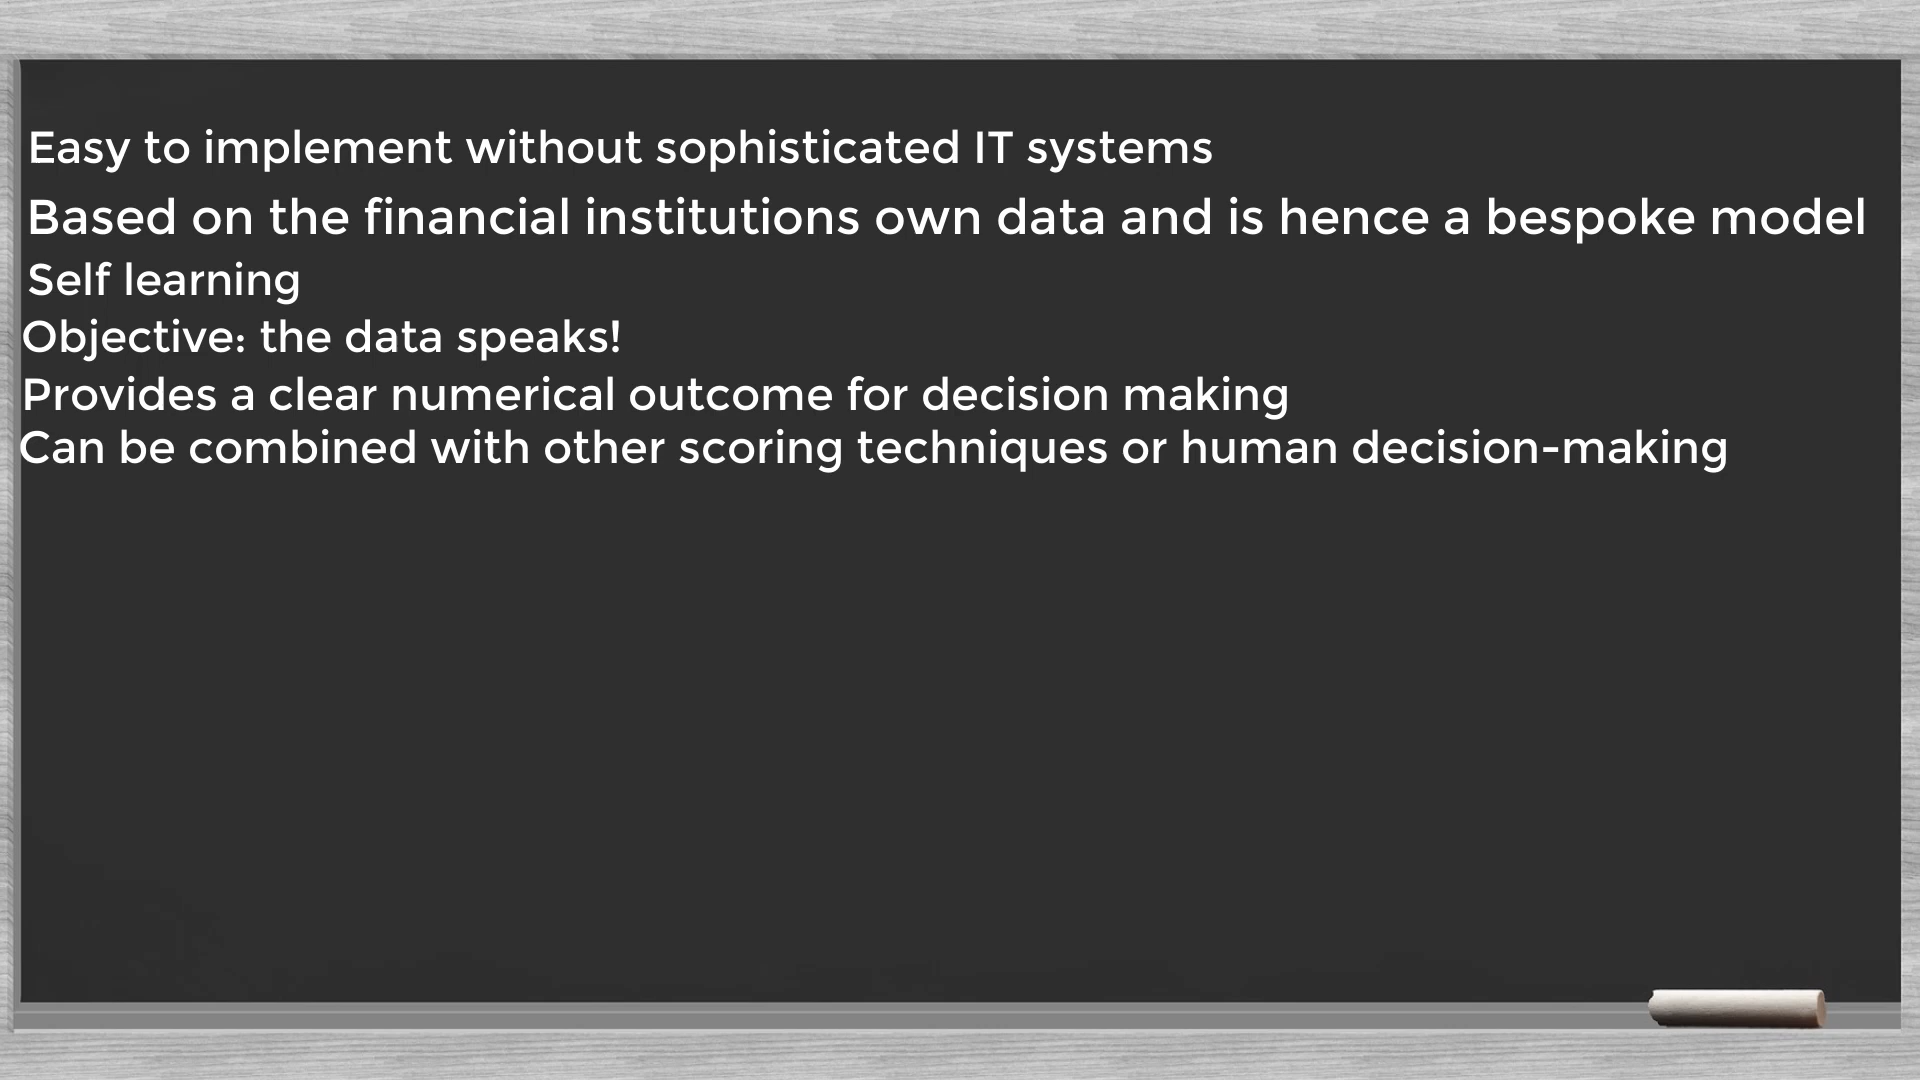 Easy to implement without sophisticated IT systems
Based on the financial institutions own data and is hence a bespoke model
Self learning
Objective: the data speaks!
Provides a clear numerical outcome for decision making
Can be combined with other scoring techniques or human decision-making